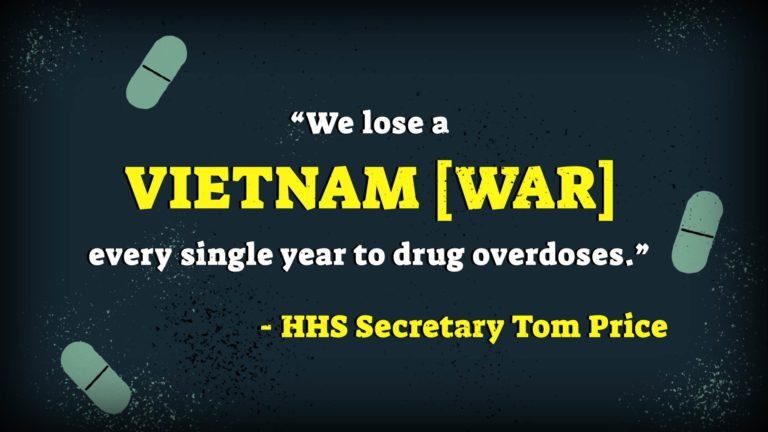 “We lose a
VIETNAM [WAR]
every single year to drug overdoses.”
- HHS Secretary Tom Price